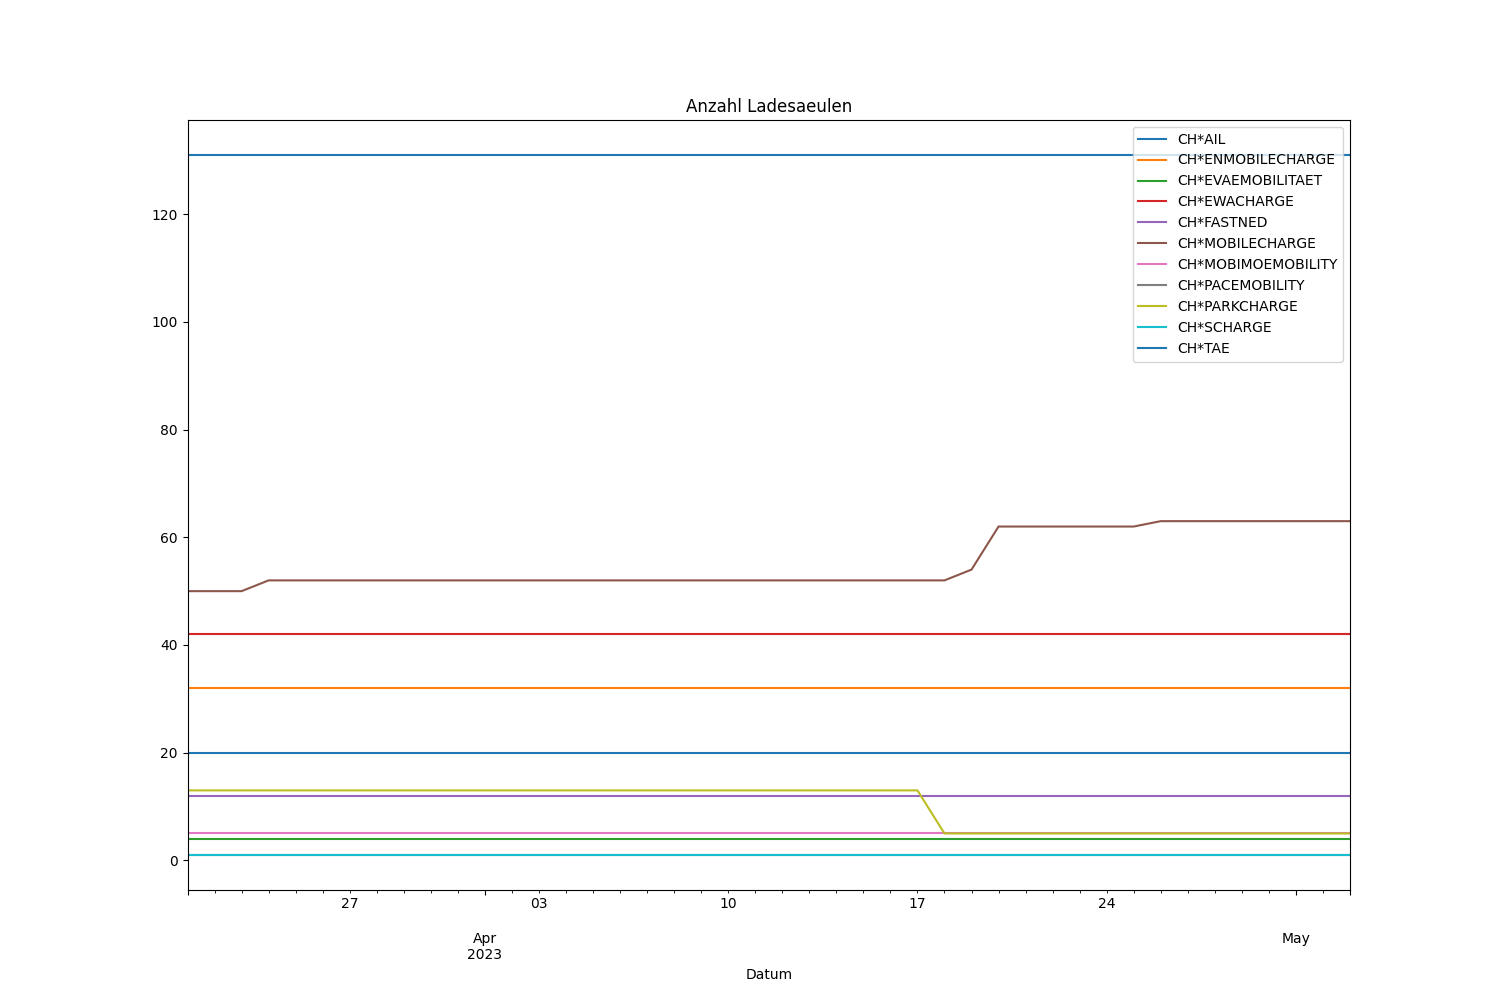 Anzahl Ladesaeulen
CH*AIL
CH*ENMOBILECHARGE
CH*EVAEMOBILITAET
CH*EWACHARGE
CH*FASTNED
CH*MOBILECHARGE
CH*MOBIMOEMOBILITY
CH*PACEMOBILITY
CH*PARKCHARGE
CH*SCHARGE
CH*TAE
120
100
80
60
40
20
0
27 03 10 17 24
Apr May
2023
Datum